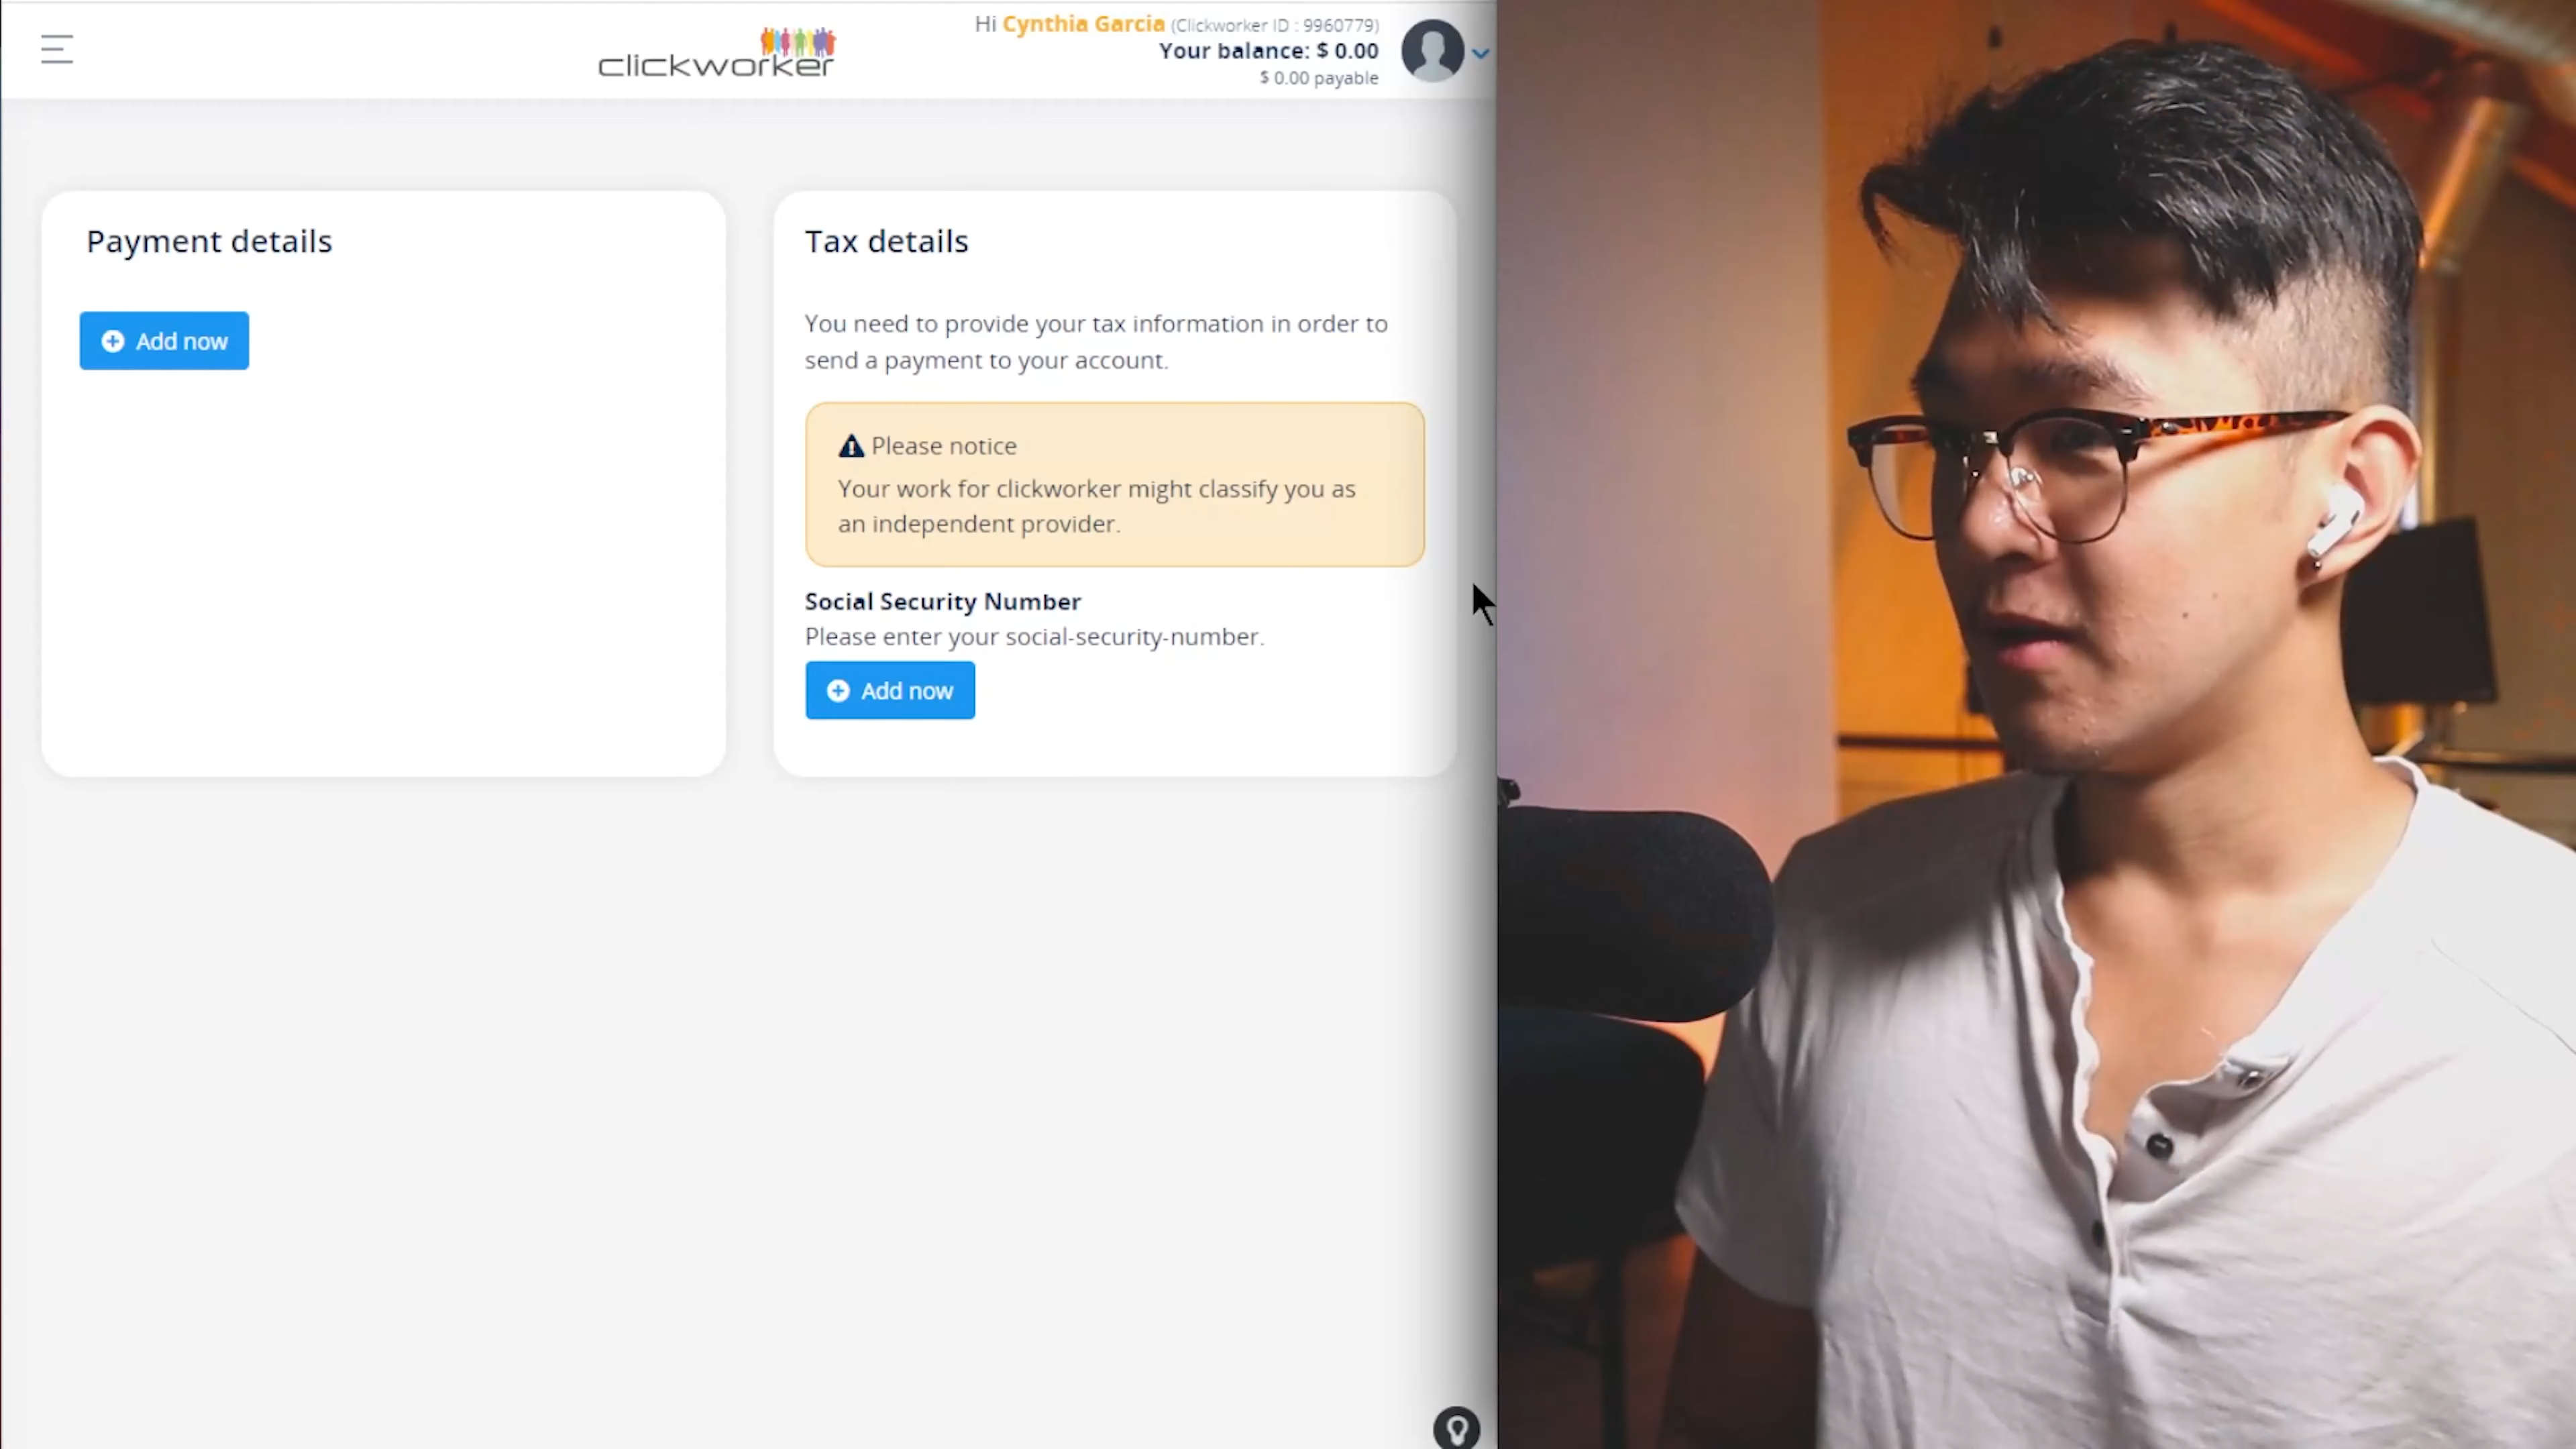 clickworker
Hi Cynthia Garcia (Clickworker ID : 9960779)
Your balance: $ 0.00
$ 0.00 payable
Payment details
Add now
Tax details
You need to provide your tax information in order to
send a payment to your account.
Please notice
Your work for clickworker might classify you as
an independent provider.
Social Security Number
Please enter your social-security-number.
Add now